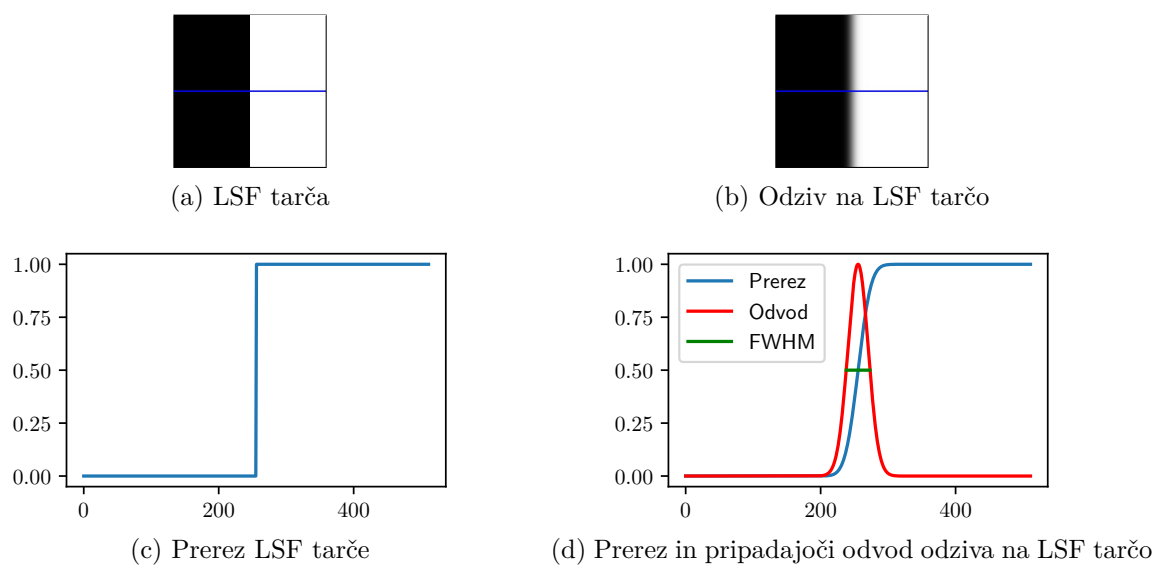 (a) LSF tarča
(b) Odziv na LSF tarčo
1.00
0.75
0.50
0.25
0.00
0
200
400
(c) Prerez LSF tarče
1.00
0.75
0.50
0.25
0.00
Prerez
Odvod
FWHM
0
200
400
(d) Prerez in pripadajoči odvod odziva na LSF tarčo